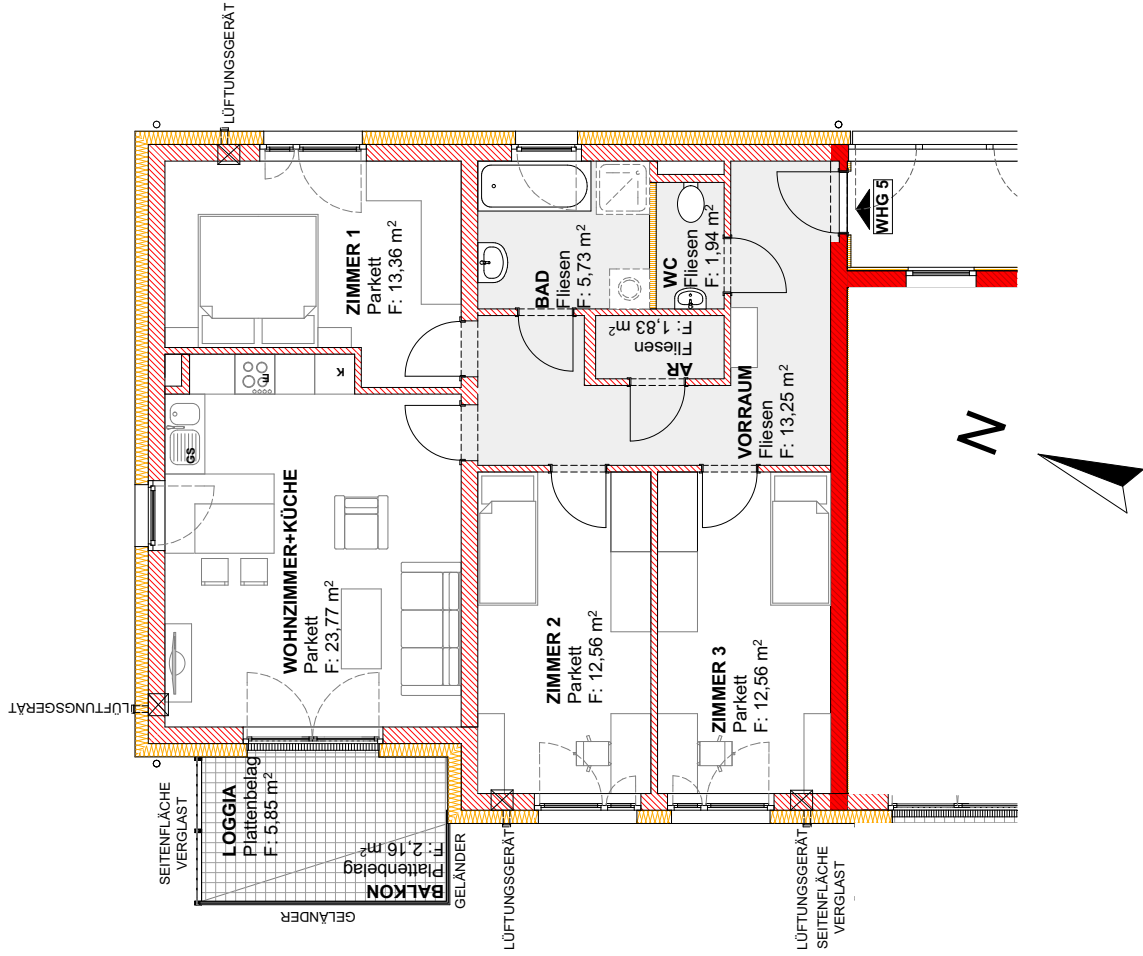 LÜFTUNGSGERÄT
ZIMMER 1
Parkett
F: 13,36 m²
BAD
Fliesen
F: 5,73 m²
WC
Fliesen
F: 1,94 m²
WHG 5
AR
Fliesen
F: 1,83 m²
VORRAUM
Fliesen
F: 13,25 m²
E
K
GS
WOHNZIMMER+KÜCHE
Parkett
F: 23,77 m²
LÜFTUNGSGERÄT
ZIMMER 2
Parkett
F: 12,56 m²
ZIMMER 3
Parkett
F: 12,56 m²
N
SEITENFLÄCHE
VERGLAST
LOGGIA
Plattenbelag
F: 5,85 m²
BALKON
Plattenbelag
F: 2,16 m²
GELÄNDER
GELÄNDER
LÜFTUNGSGERÄT
LÜFTUNGSGERÄT
SEITENFLÄCHE
VERGLAST